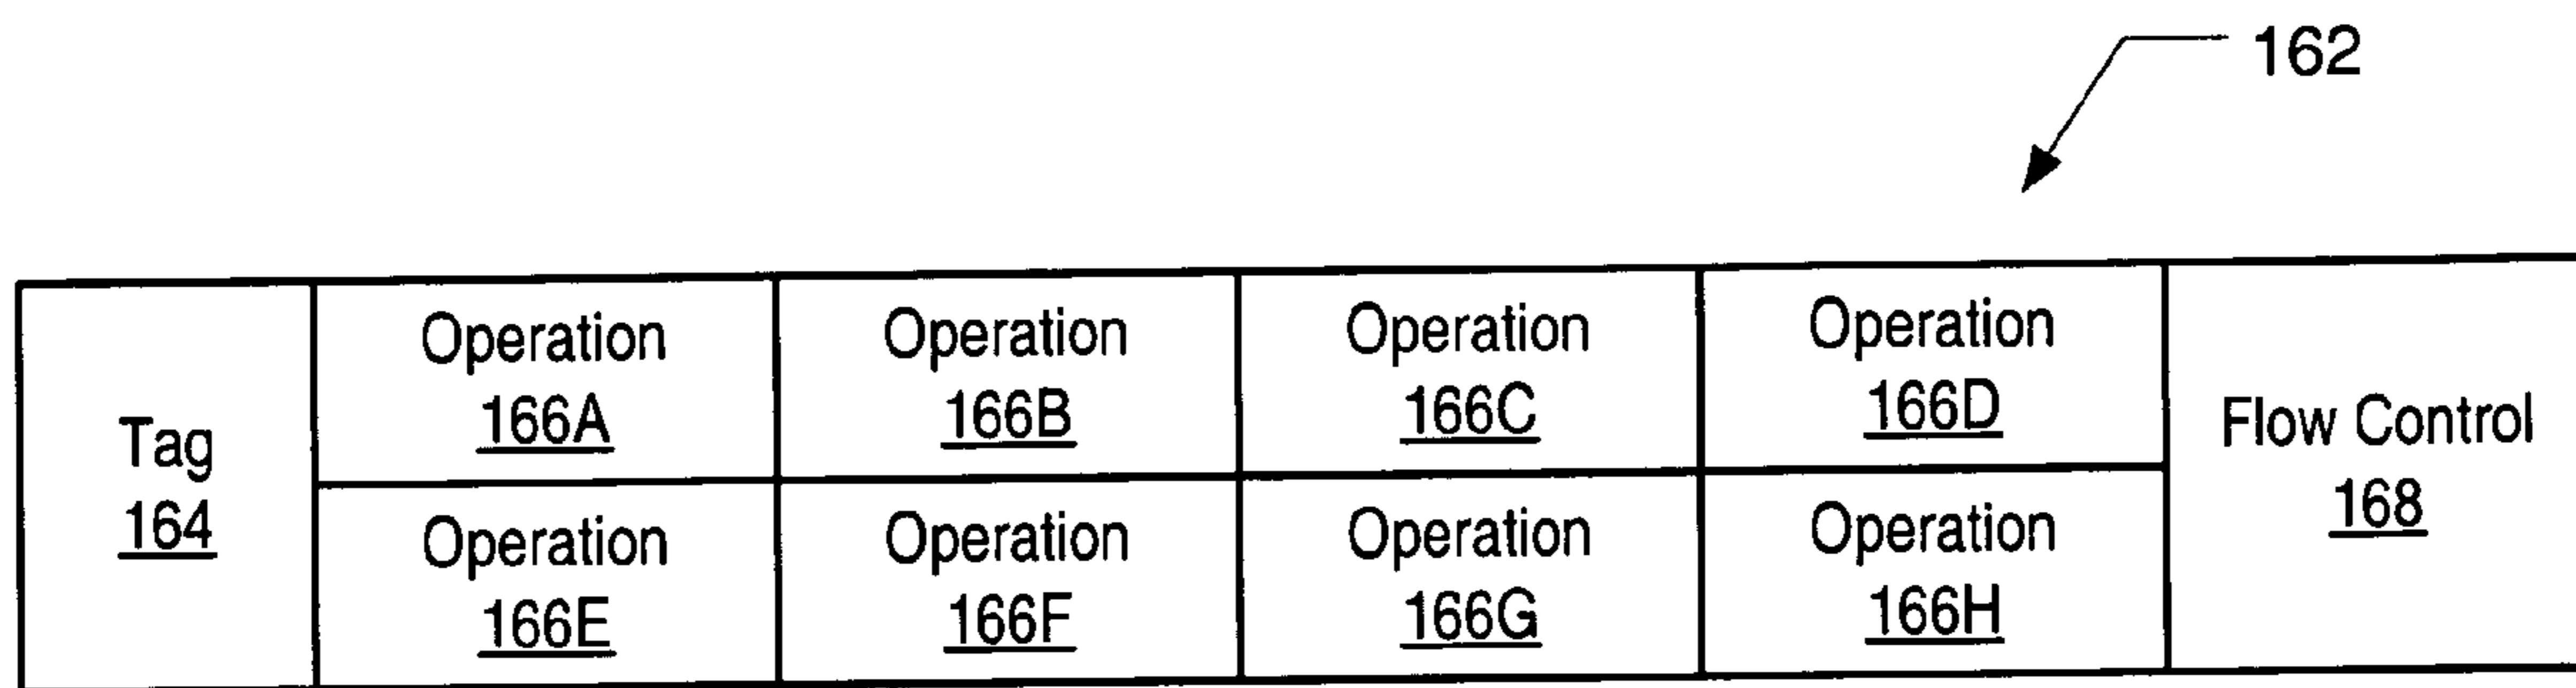 162
Tag
164
Operation
166A
Operation
166B
Operation
166C
Operation
166D
Operation
166E
Operation
166F
Operation
166G
Operation
166H
Flow Control
168